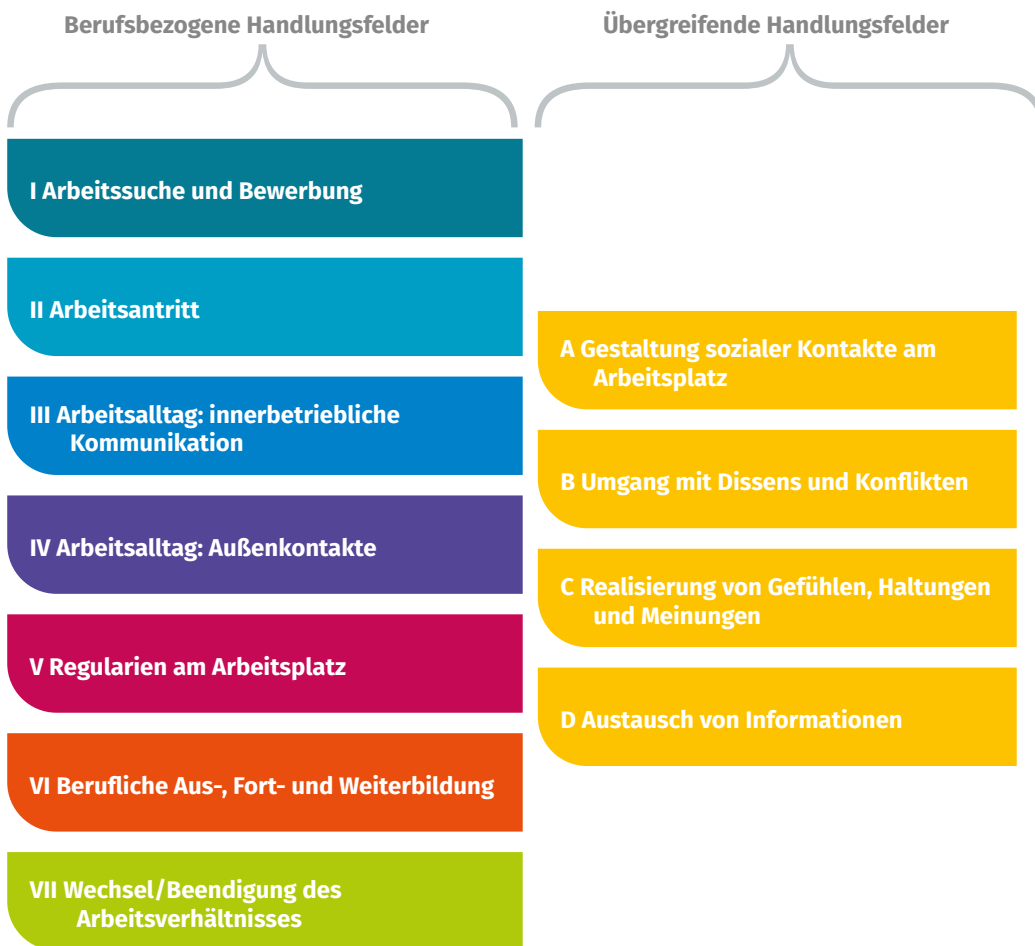 Berufsbezogene Handlungsfelder
I Arbeitssuche und Bewerbung
II Arbeitsantritt
III Arbeitsalltag: innerbetriebliche
Kommunikation
IV Arbeitsalltag: Außenkontakte
V Regularien am Arbeitsplatz
VI Berufliche Aus-, Fort- und Weiterbildung
VII Wechsel/Beendigung des
Arbeitsverhältnisses
Übergreifende Handlungsfelder
A Gestaltung sozialer Kontakte am
Arbeitsplatz
B Umgang mit Dissens und Konflikten
C Realisierung von Gefühlen, Haltungen
und Meinungen
D Austausch von Informationen